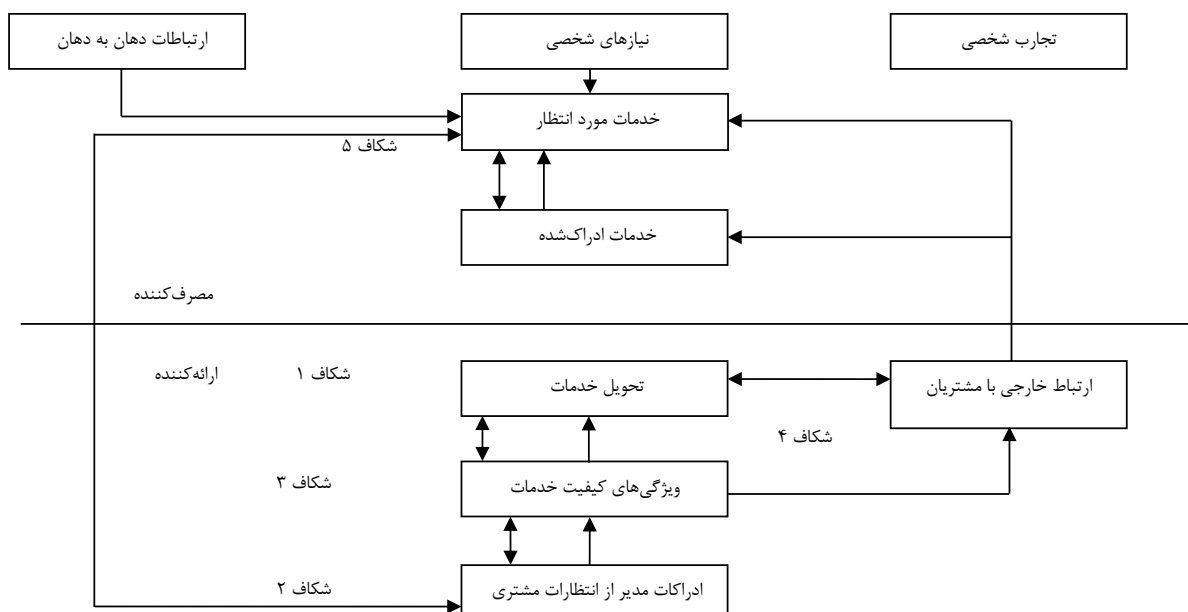 ارتباطات دهان به دهان
نیازهای شخصی
تجارب شخصی
خدمات مورد انتظار
شکاف ۵
خدمات ادراک‌شده
مصرف‌کننده
ارائه‌کننده
شکاف ۱
تحویل خدمات
ارتباط خارجی با مشتریان
شکاف ۴
شکاف ۳
ویژگی‌های کیفیت خدمات
شکاف ۲
ادراکات مدیر از انتظارات مشتری